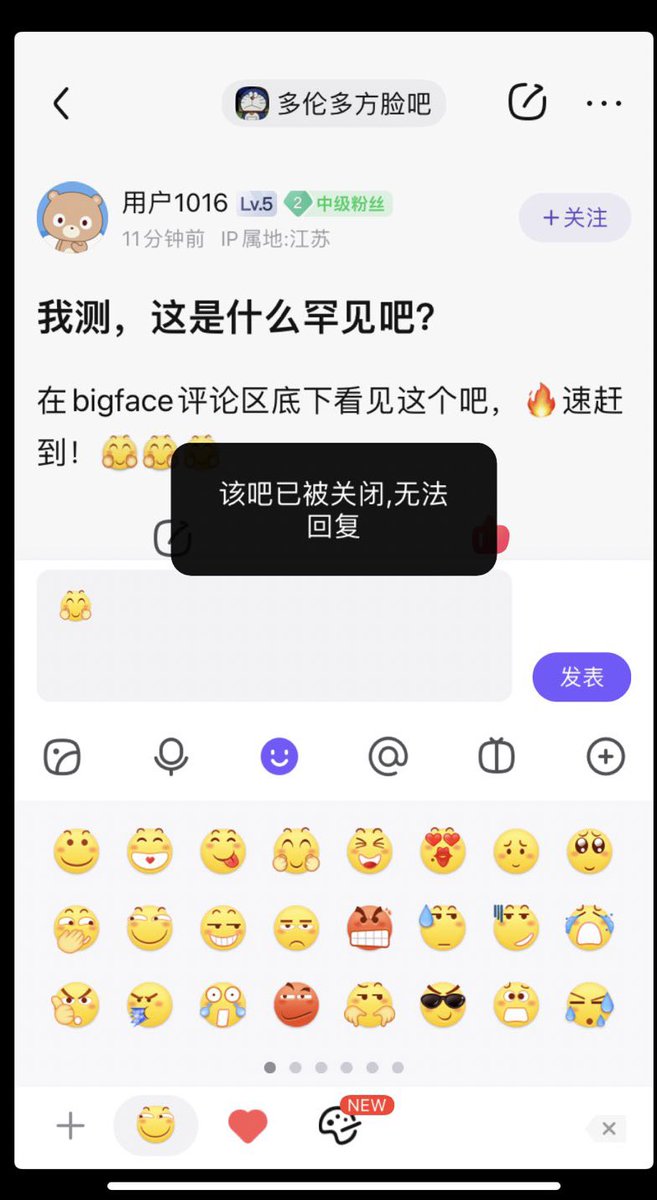 多伦多方脸吧
用户1016 Lv.5 2 中级粉丝
11分钟前 IP属地:江苏
+关注
我测，这是什么罕见吧?
在bigface评论区底下看见这个吧，🔥速赶
到！
该吧已被关闭,无法
回复
发表
NEW